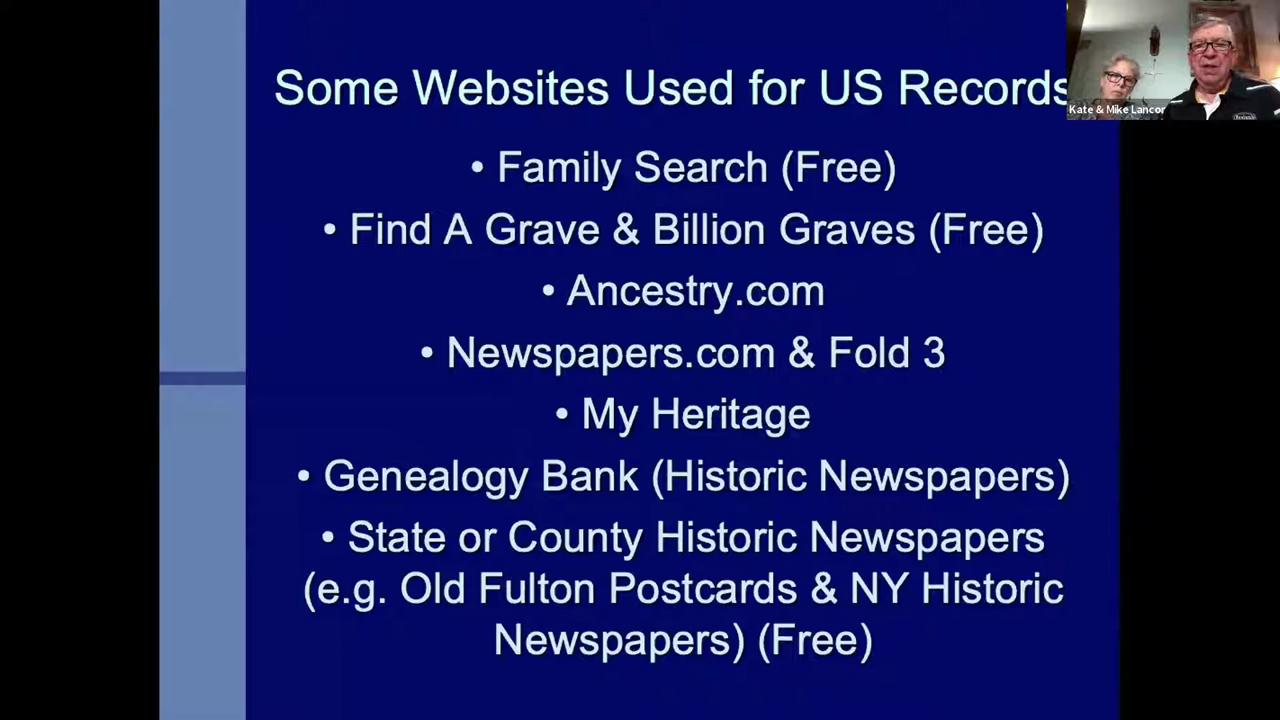 Some Websites Used for US Records
• Family Search (Free)
• Find A Grave & Billion Graves (Free)
• Ancestry.com
• Newspapers.com & Fold 3
• My Heritage
• Genealogy Bank (Historic Newspapers)
• State or County Historic Newspapers
(e.g. Old Fulton Postcards & NY Historic
Newspapers) (Free)
Kate & Mike Lancor